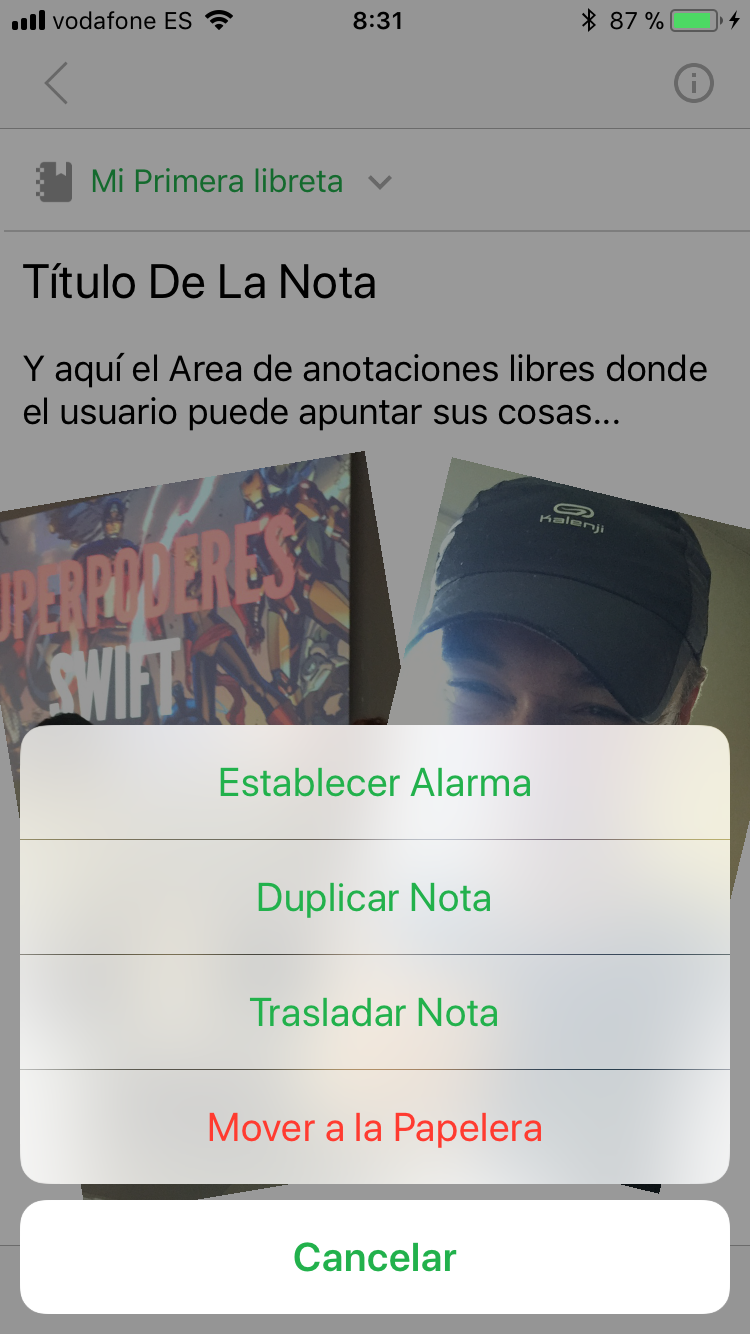 vodafone ES 8:31 87 %
Mi Primera libreta
Título De La Nota
Y aquí el Area de anotaciones libres donde
el usuario puede apuntar sus cosas...
Kalenji
UPERPODERES
SWIFT
Establecer Alarma
Duplicar Nota
Trasladar Nota
Mover a la Papelera
Cancelar